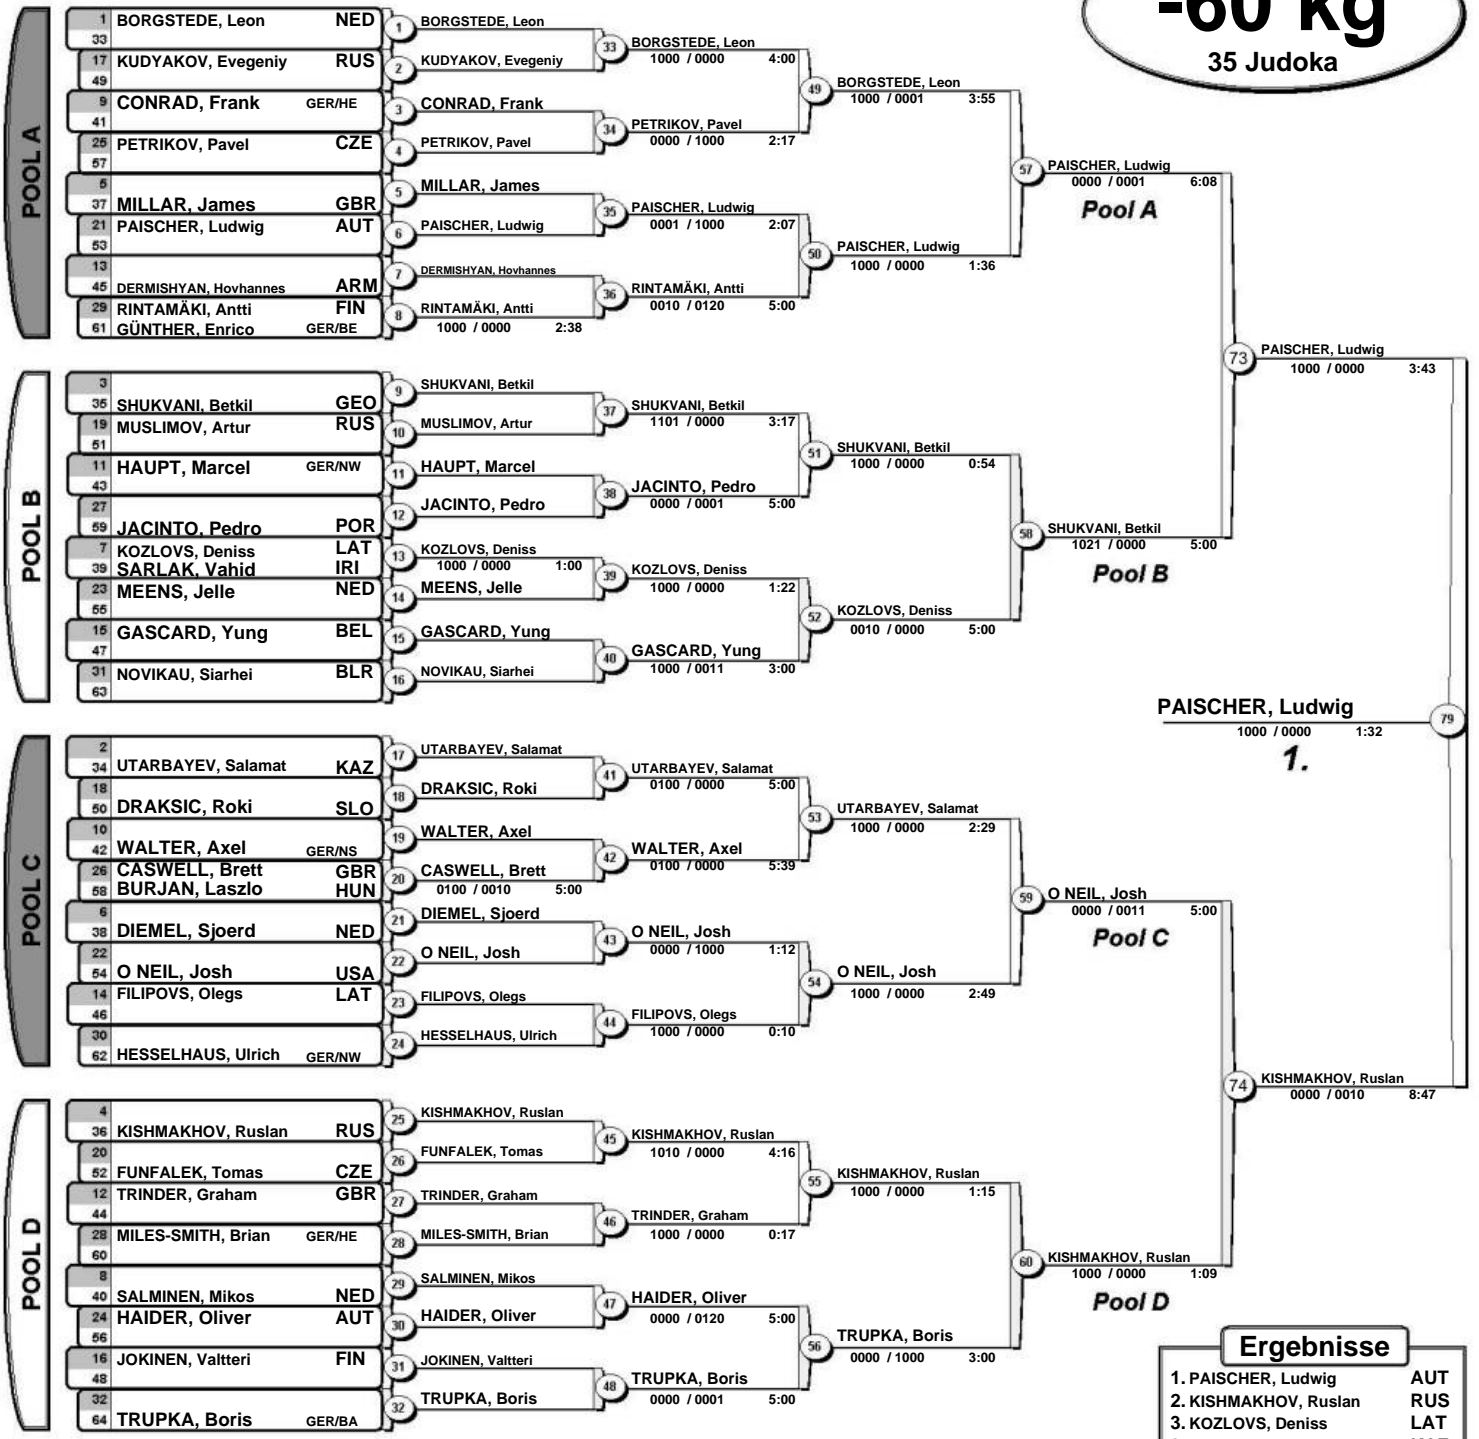 -60 kg
35 Judoka
POOL A
1 BORGSTEDE, Leon NED
33
17 KUDYAKOV, Evegeniy RUS
49
9 CONRAD, Frank GER/HE
41
25 PETRIKOV, Pavel CZE
57
5
37 MILLAR, James GBR
21 PAISCHER, Ludwig AUT
53
13
45 DERMISHYAN, Hovhannes ARM
29 RINTAMÄKI, Antti FIN
61 GÜNTHER, Enrico GER/BE
1 BORGSTEDE, Leon
2 KUDYAKOV, Evegeniy
3 CONRAD, Frank
4 PETRIKOV, Pavel
5 MILLAR, James
6 PAISCHER, Ludwig
7 DERMISHYAN, Hovhannes
8 RINTAMÄKI, Antti
1000 / 0000 2:38
33 BORGSTEDE, Leon
1000 / 0000 4:00
34 PETRIKOV, Pavel
0000 / 1000 2:17
35 PAISCHER, Ludwig
0001 / 1000 2:07
36 RINTAMÄKI, Antti
0010 / 0120 5:00
49 BORGSTEDE, Leon
1000 / 0001 3:55
50 PAISCHER, Ludwig
1000 / 0000 1:36
57 PAISCHER, Ludwig
0000 / 0001 6:08
Pool A
POOL B
3
35 SHUKVANI, Betkil GEO
19 MUSLIMOV, Artur RUS
51
11 HAUPT, Marcel GER/NW
43
27
59 JACINTO, Pedro POR
7 KOZLOVS, Deniss LAT
39 SARLAK, Vahid IRI
23 MEENS, Jelle NED
55
15 GASCARD, Yung BEL
47
31 NOVIKAU, Siarhei BLR
63
9 SHUKVANI, Betkil
10 MUSLIMOV, Artur
11 HAUPT, Marcel
12 JACINTO, Pedro
13 KOZLOVS, Deniss
1000 / 0000 1:00
14 MEENS, Jelle
15 GASCARD, Yung
16 NOVIKAU, Siarhei
37 SHUKVANI, Betkil
1101 / 0000 3:17
38 JACINTO, Pedro
0000 / 0001 5:00
39 KOZLOVS, Deniss
1000 / 0000 1:22
40 GASCARD, Yung
1000 / 0011 3:00
51 SHUKVANI, Betkil
1000 / 0000 0:54
52 KOZLOVS, Deniss
0010 / 0000 5:00
58 SHUKVANI, Betkil
1021 / 0000 5:00
Pool B
73 PAISCHER, Ludwig
1000 / 0000 3:43
PAISCHER, Ludwig 79
1000 / 0000 1:32
1.
POOL C
2
34 UTARBAYEV, Salamat KAZ
18
50 DRAKSIC, Roki SLO
10
42 WALTER, Axel GER/NS
26 CASWELL, Brett GBR
58 BURJAN, Laszlo HUN
6
38 DIEMEL, Sjoerd NED
22
54 O NEIL, Josh USA
14 FILIPOVS, Olegs LAT
46
30
62 HESSELHAUS, Ulrich GER/NW
17 UTARBAYEV, Salamat
18 DRAKSIC, Roki
19 WALTER, Axel
20 CASWELL, Brett
0100 / 0010 5:00
21 DIEMEL, Sjoerd
22 O NEIL, Josh
23 FILIPOVS, Olegs
24 HESSELHAUS, Ulrich
41 UTARBAYEV, Salamat
0100 / 0000 5:00
42 WALTER, Axel
0100 / 0000 5:39
43 O NEIL, Josh
0000 / 1000 1:12
44 FILIPOVS, Olegs
1000 / 0000 0:10
53 UTARBAYEV, Salamat
1000 / 0000 2:29
54 O NEIL, Josh
1000 / 0000 2:49
59 O NEIL, Josh
0000 / 0011 5:00
Pool C
POOL D
4
36 KISHMAKHOV, Ruslan RUS
20
52 FUNFALEK, Tomas CZE
12 TRINDER, Graham GBR
44
28 MILES-SMITH, Brian GER/HE
60
8
40 SALMINEN, Mikos NED
24 HAIDER, Oliver AUT
56
16 JOKINEN, Valtteri FIN
48
32
64 TRUPKA, Boris GER/BA
25 KISHMAKHOV, Ruslan
26 FUNFALEK, Tomas
27 TRINDER, Graham
28 MILES-SMITH, Brian
29 SALMINEN, Mikos
30 HAIDER, Oliver
31 JOKINEN, Valtteri
32 TRUPKA, Boris
45 KISHMAKHOV, Ruslan
1010 / 0000 4:16
46 TRINDER, Graham
1000 / 0000 0:17
47 HAIDER, Oliver
0000 / 0120 5:00
48 TRUPKA, Boris
0000 / 0001 5:00
55 KISHMAKHOV, Ruslan
1000 / 0000 1:15
56 TRUPKA, Boris
0000 / 1000 3:00
60 KISHMAKHOV, Ruslan
1000 / 0000 1:09
Pool D
74 KISHMAKHOV, Ruslan
0000 / 0010 8:47
Ergebnisse
1. PAISCHER, Ludwig AUT
2. KISHMAKHOV, Ruslan RUS
3. KOZLOVS, Deniss LAT